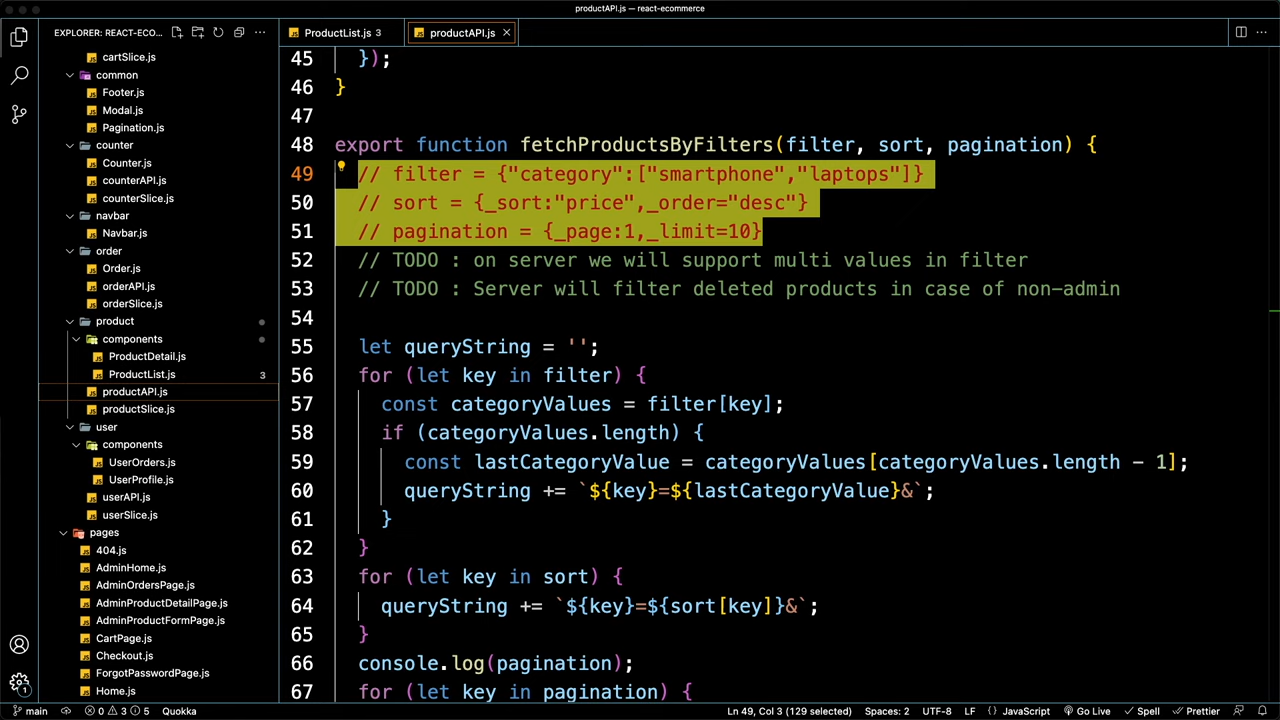 productAPI.js — react-ecommerce
EXPLORER: REACT-ECO...
ProductList.js 3
productAPI.js
cartSlice.js
common
Footer.js
Modal.js
Pagination.js
counter
Counter.js
counterAPI.js
counterSlice.js
navbar
Navbar.js
order
Order.js
orderAPI.js
orderSlice.js
product
components
ProductDetail.js
ProductList.js 3
productAPI.js
productSlice.js
user
components
UserOrders.js
UserProfile.js
userAPI.js
userSlice.js
pages
404.js
AdminHome.js
AdminOrdersPage.js
AdminProductDetailPage.js
AdminProductFormPage.js
CartPage.js
Checkout.js
ForgotPasswordPage.js
Home.js
45 });
46 }
47
48 export function fetchProductsByFilters(filter, sort, pagination) {
49 // filter = {"category":["smartphone","laptops"]}
50 // sort = {_sort:"price",_order="desc"}
51 // pagination = {_page:1,_limit=10}
52 // TODO : on server we will support multi values in filter
53 // TODO : Server will filter deleted products in case of non-admin
54
55 let queryString = '';
56 for (let key in filter) {
57 const categoryValues = filter[key];
58 if (categoryValues.length) {
59 const lastCategoryValue = categoryValues[categoryValues.length - 1];
60 queryString += `${key}=${lastCategoryValue}&`;
61 }
62 }
63 for (let key in sort) {
64 queryString += `${key}=${sort[key]}&`;
65 }
66 console.log(pagination);
67 for (let key in pagination) {
1
main 0 3 5 Quokka Ln 49, Col 3 (129 selected) Spaces: 2 UTF-8 LF {} JavaScript Go Live Spell Prettier